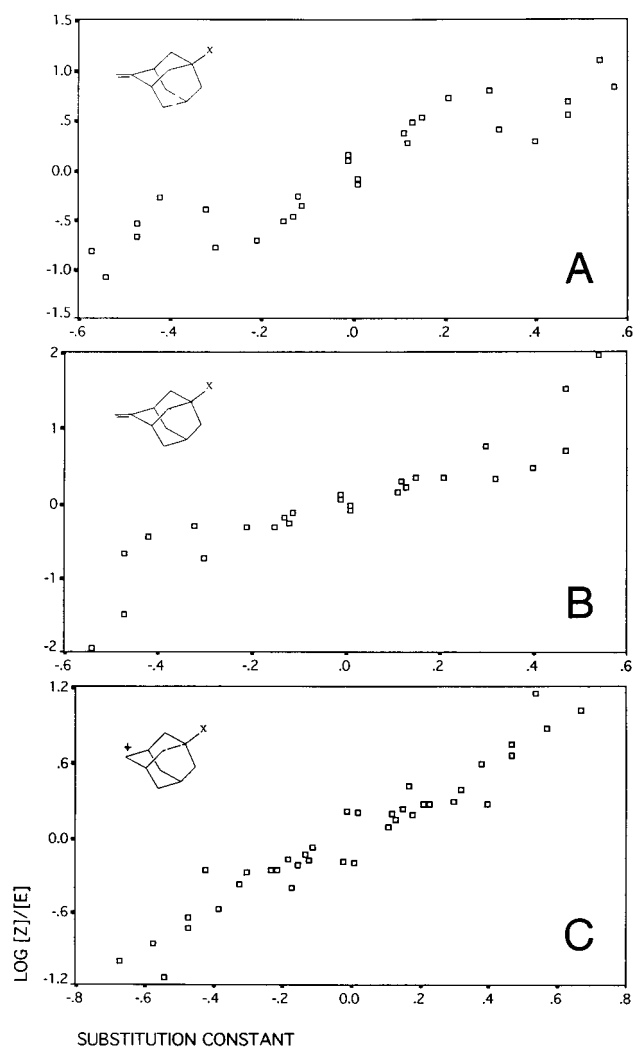 1.5
X
1.0
.5
0.0
-.5
-1.0
A
-1.5
-.6 -.4 -.2 .0 .2 .4 .6
2
X
1
0
-1
B
-2
-.6 -.4 -.2 .0 .2 .4 .6
1.2
X
+
.6
0.0
-.6
C
-1.2
-.8 -.6 -.4 -.2 0.0 .2 .4 .6 .8
LOG [Z]/[E]
SUBSTITUTION CONSTANT